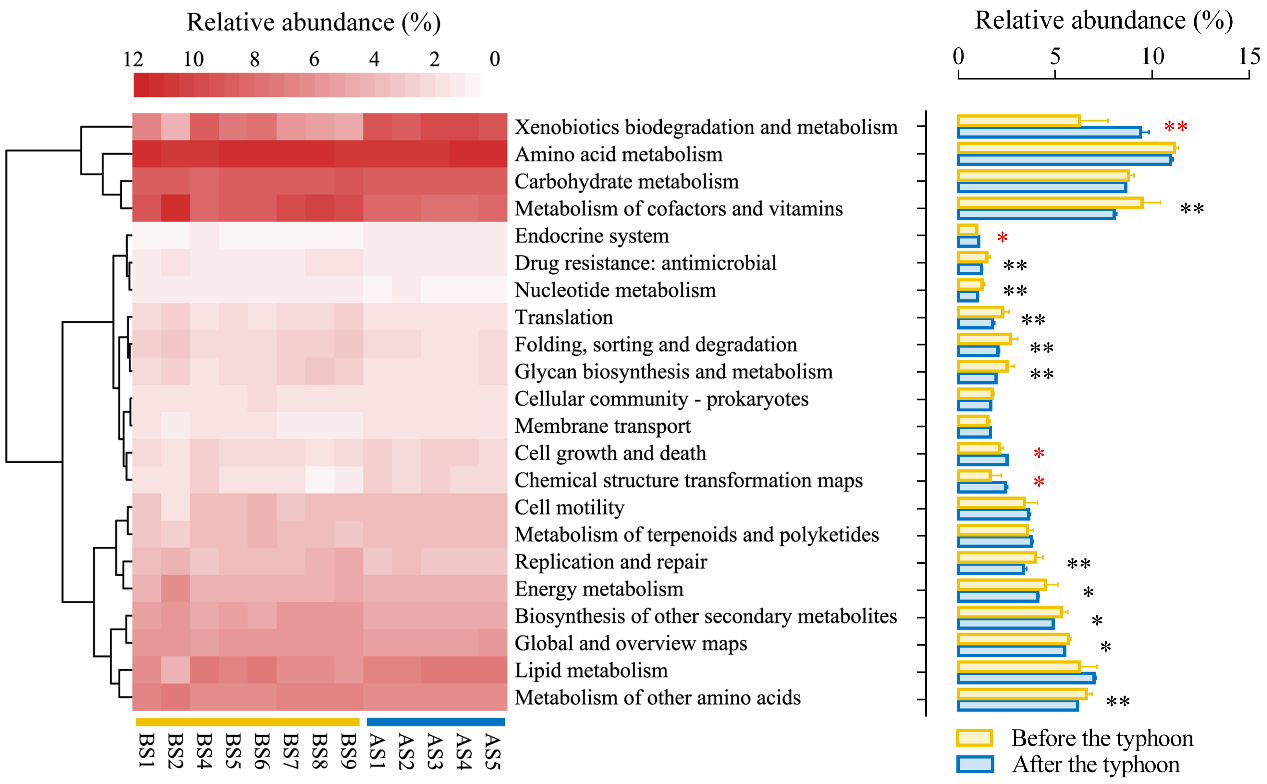 Relative abundance (%)
12 10 8 6 4 2 0
Relative abundance (%)
0 5 10 15
Xenobiotics biodegradation and metabolism **
Amino acid metabolism
Carbohydrate metabolism
Metabolism of cofactors and vitamins **
Endocrine system *
Drug resistance: antimicrobial **
Nucleotide metabolism **
Translation **
Folding, sorting and degradation **
Glycan biosynthesis and metabolism **
Cellular community - prokaryotes
Membrane transport
Cell growth and death *
Chemical structure transformation maps *
Cell motility
Metabolism of terpenoids and polyketides
Replication and repair **
Energy metabolism *
Biosynthesis of other secondary metabolites *
Global and overview maps *
Lipid metabolism
Metabolism of other amino acids **
BS1 BS2 BS4 BS5 BS6 BS7 BS8 BS9 AS1 AS2 AS3 AS4 AS5
Before the typhoon
After the typhoon